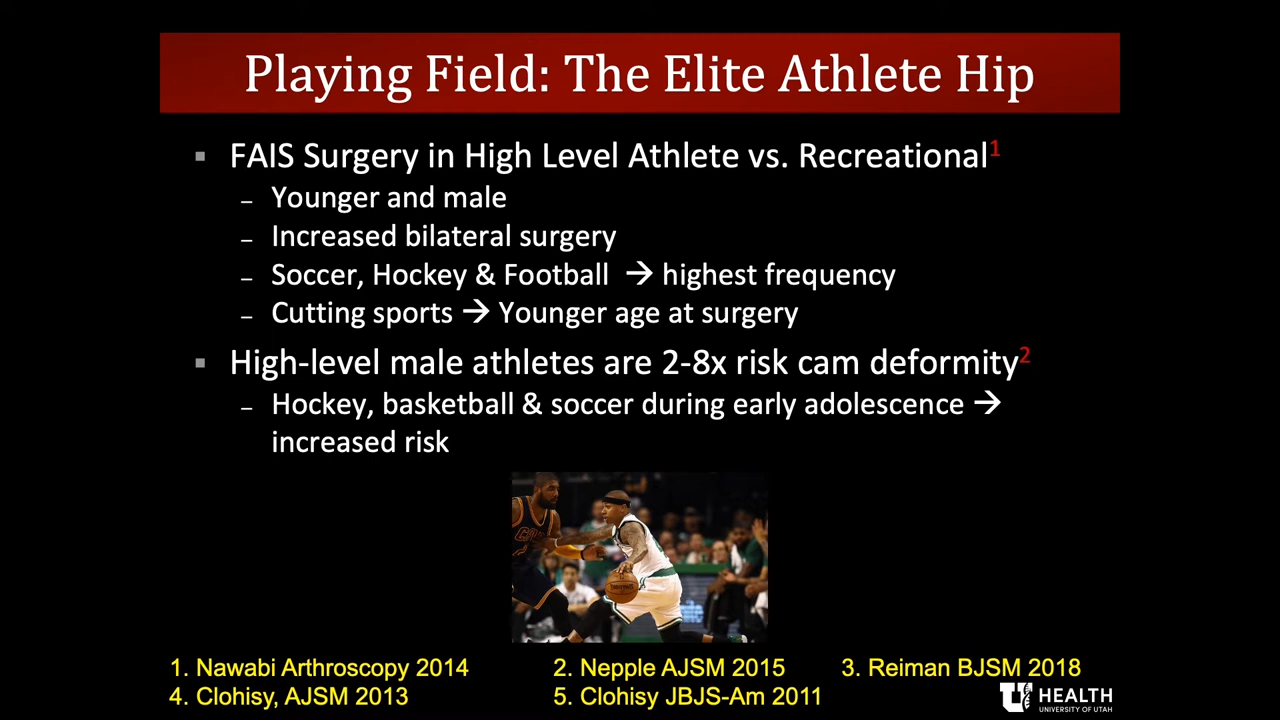 Playing Field: The Elite Athlete Hip
▪ FAIS Surgery in High Level Athlete vs. Recreational1
– Younger and male
– Increased bilateral surgery
– Soccer, Hockey & Football → highest frequency
– Cutting sports → Younger age at surgery
▪ High-level male athletes are 2-8x risk cam deformity2
– Hockey, basketball & soccer during early adolescence →
increased risk
1. Nawabi Arthroscopy 2014
2. Nepple AJSM 2015
3. Reiman BJSM 2018
4. Clohisy, AJSM 2013
5. Clohisy JBJS-Am 2011
U HEALTH
UNIVERSITY OF UTAH